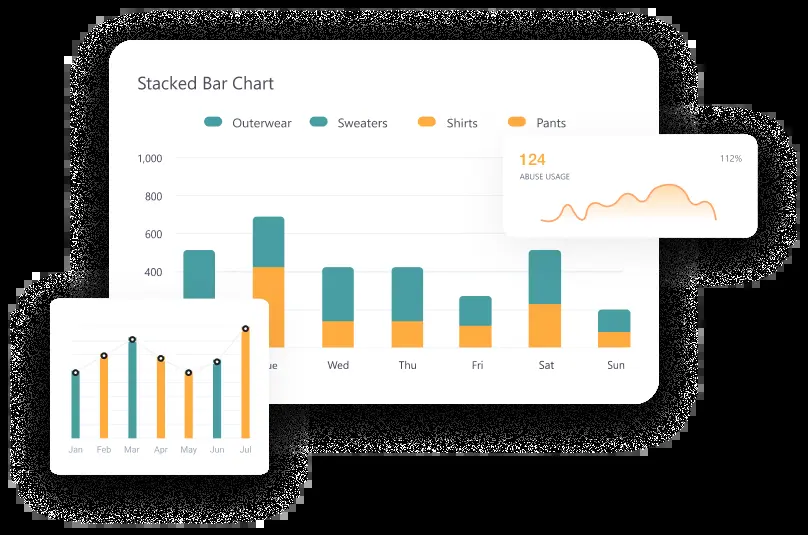 Stacked Bar Chart
Outerwear Sweaters Shirts Pants
1,000
800
600
400
124
112%
ABUSE USAGE
Wed Thu Fri Sat Sun
Jan Feb Mar Apr May Jun Jul